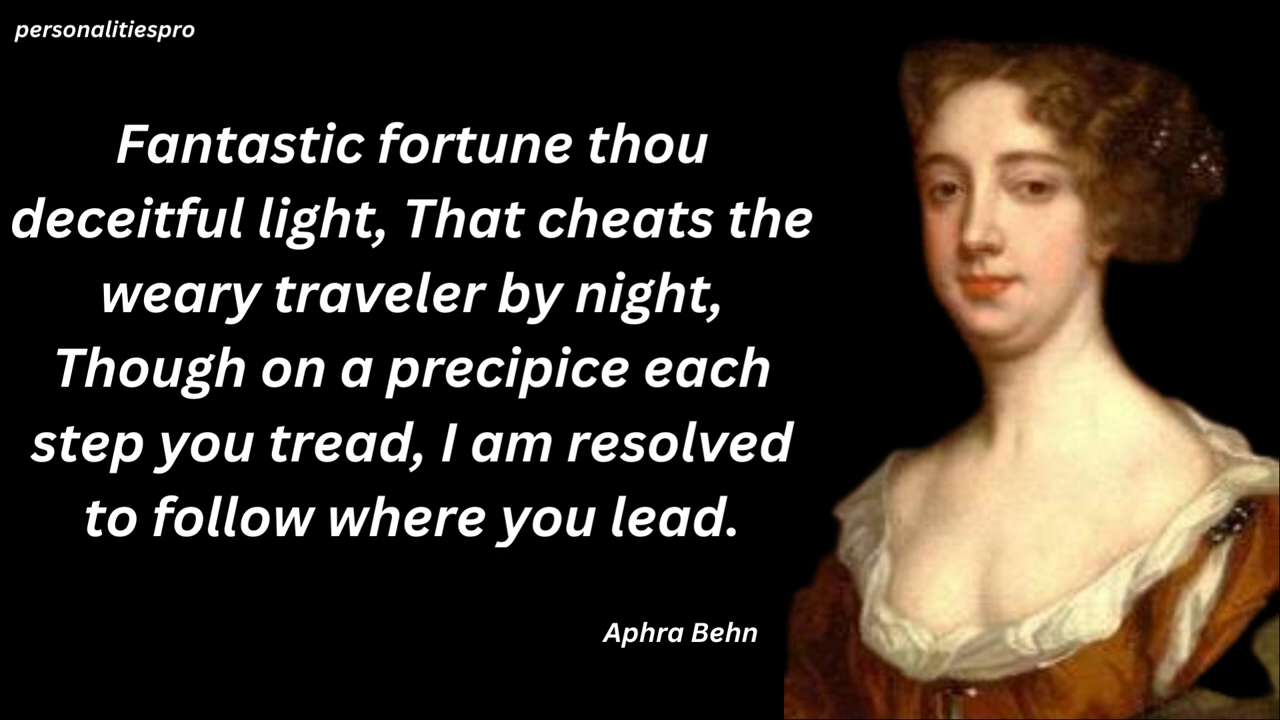 personalitiespro
Fantastic fortune thou
deceitful light, That cheats the
weary traveler by night,
Though on a precipice each
step you tread, I am resolved
to follow where you lead.
Aphra Behn